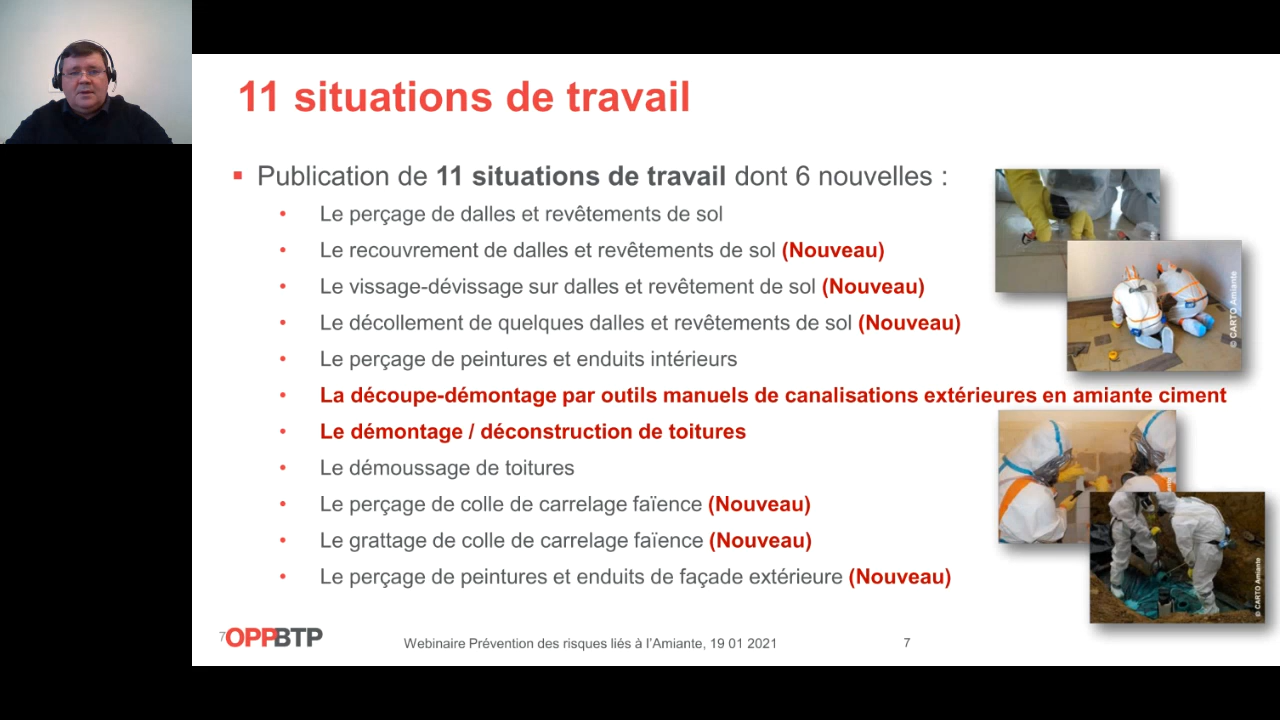 11 situations de travail
▪ Publication de 11 situations de travail dont 6 nouvelles :
• Le perçage de dalles et revêtements de sol
• Le recouvrement de dalles et revêtements de sol (Nouveau)
• Le vissage-dévissage sur dalles et revêtement de sol (Nouveau)
• Le décollement de quelques dalles et revêtements de sol (Nouveau)
• Le perçage de peintures et enduits intérieurs
• La découpe-démontage par outils manuels de canalisations extérieures en amiante ciment
• Le démontage / déconstruction de toitures
• Le démoussage de toitures
• Le perçage de colle de carrelage faïence (Nouveau)
• Le grattage de colle de carrelage faïence (Nouveau)
• Le perçage de peintures et enduits de façade extérieure (Nouveau)
© CARTO Amiante
© CARTO Amiante
7 OPPBTP
Webinaire Prévention des risques liés à l’Amiante, 19 01 2021
7